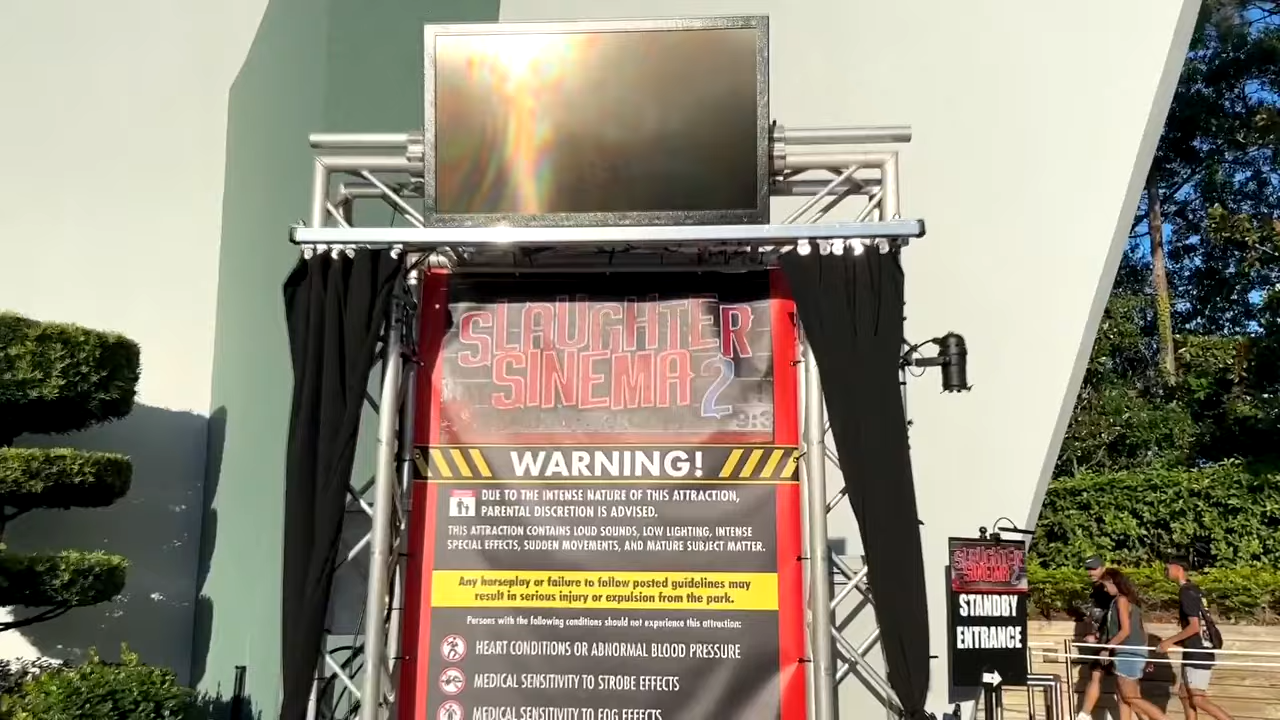 SLAUGHTER
SINEMA 2
WARNING!
DUE TO THE INTENSE NATURE OF THIS ATTRACTION,
PARENTAL DISCRETION IS ADVISED.
THIS ATTRACTION CONTAINS LOUD SOUNDS, LOW LIGHTING, INTENSE
SPECIAL EFFECTS, SUDDEN MOVEMENTS, AND MATURE SUBJECT MATTER.
Any horseplay or failure to follow posted guidelines may
result in serious injury or expulsion from the park.
Persons with the following conditions should not experience this attraction:
HEART CONDITIONS OR ABNORMAL BLOOD PRESSURE
MEDICAL SENSITIVITY TO STROBE EFFECTS
MEDICAL SENSITIVITY TO FOG EFFECTS
SLAUGHTER
SINEMA 2
STANDBY
ENTRANCE